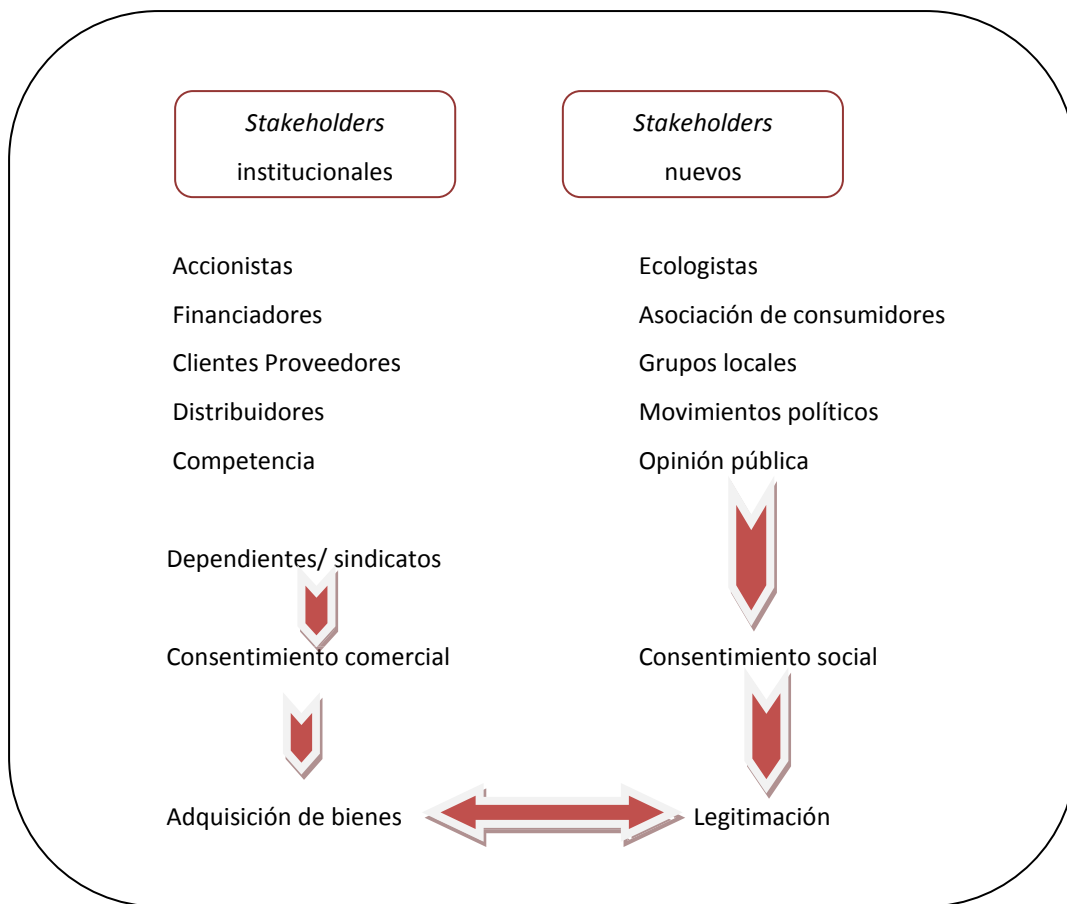 Stakeholders
institucionales
Accionistas
Financiadores
Clientes Proveedores
Distribuidores
Competencia
Dependientes/ sindicatos
Consentimiento comercial
Adquisición de bienes
Stakeholders
nuevos
Ecologistas
Asociación de consumidores
Grupos locales
Movimientos políticos
Opinión pública
Consentimiento social
Legitimación